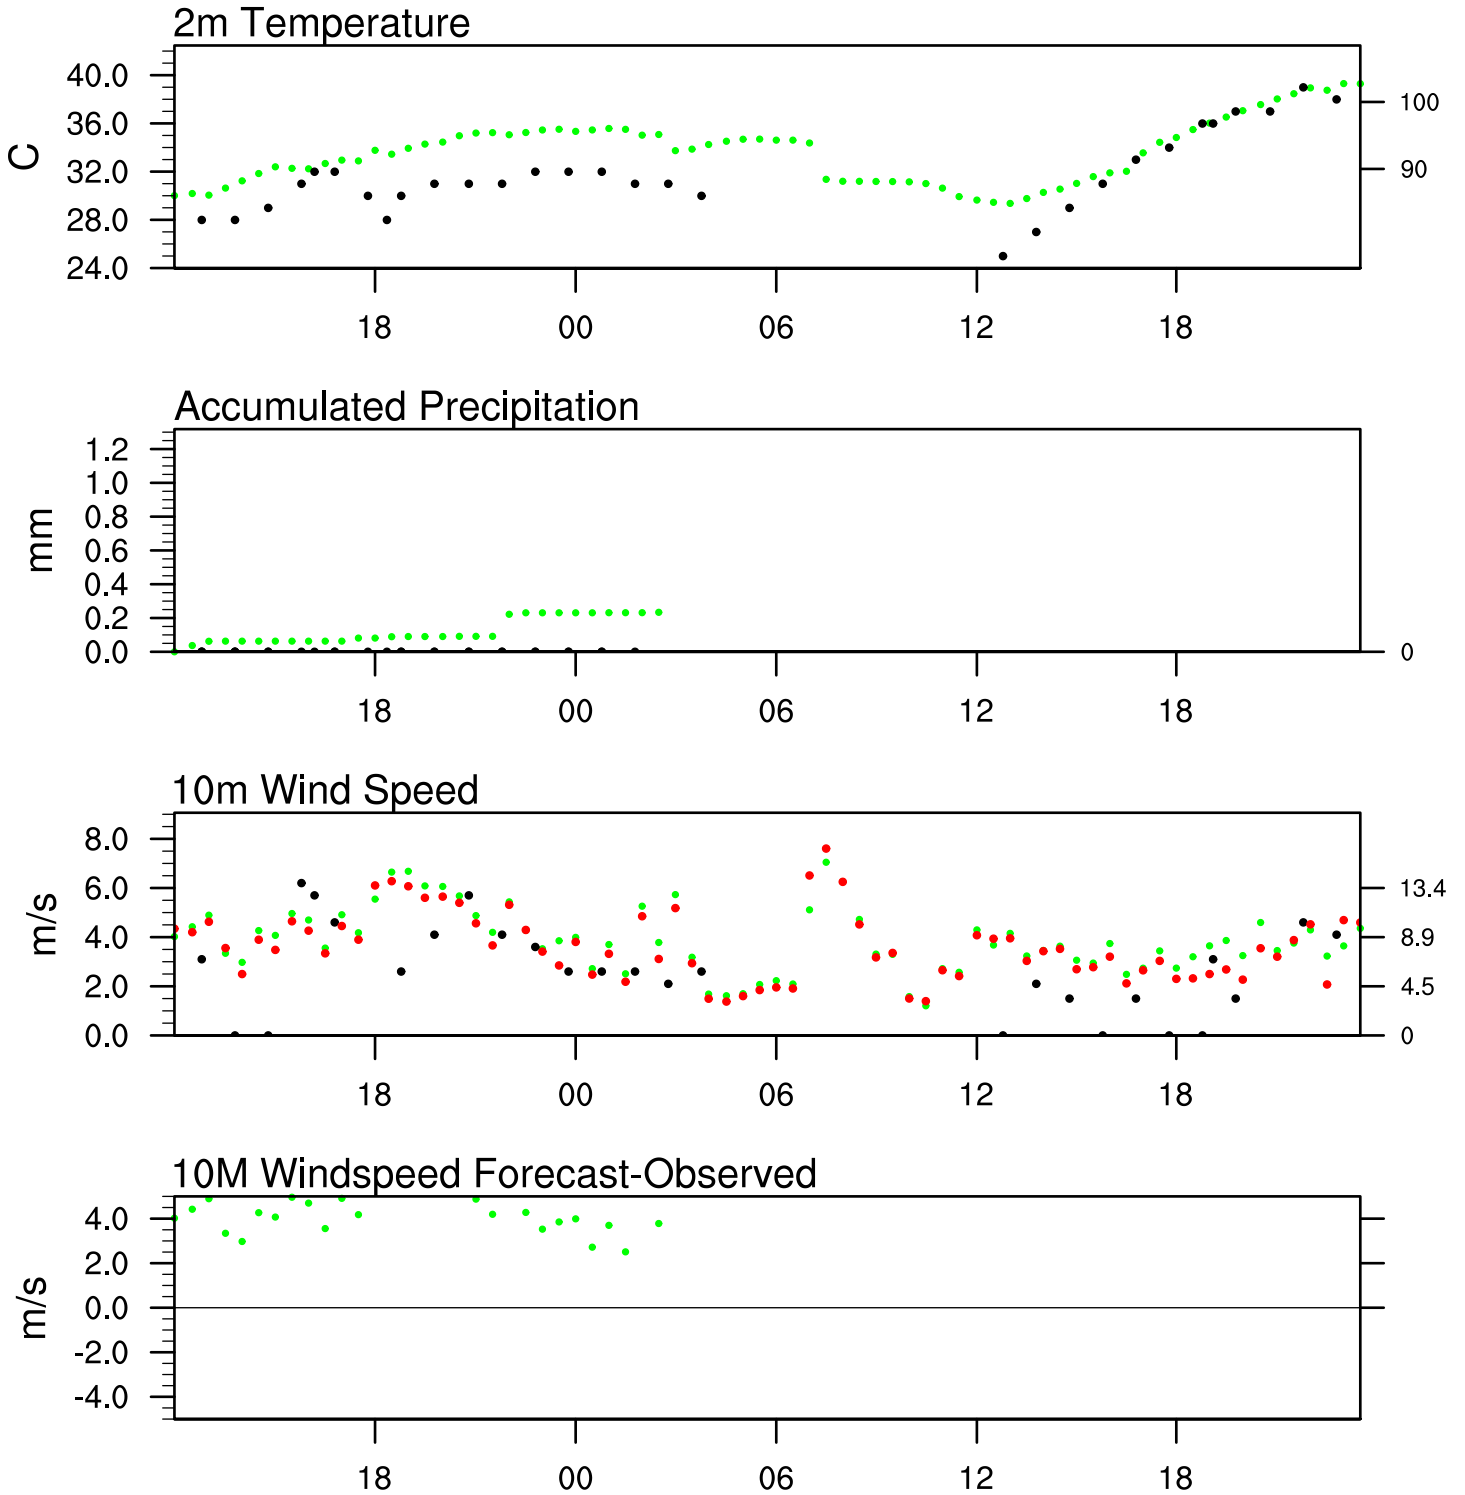 2m Temperature
C
40.0
36.0
32.0
28.0
24.0
100
90
18 00 06 12 18
Accumulated Precipitation
mm
1.2
1.0
0.8
0.6
0.4
0.2
0.0
0
18 00 06 12 18
10m Wind Speed
m/s
8.0
6.0
4.0
2.0
0.0
13.4
8.9
4.5
0
18 00 06 12 18
10M Windspeed Forecast-Observed
m/s
4.0
2.0
0.0
-2.0
-4.0
18 00 06 12 18